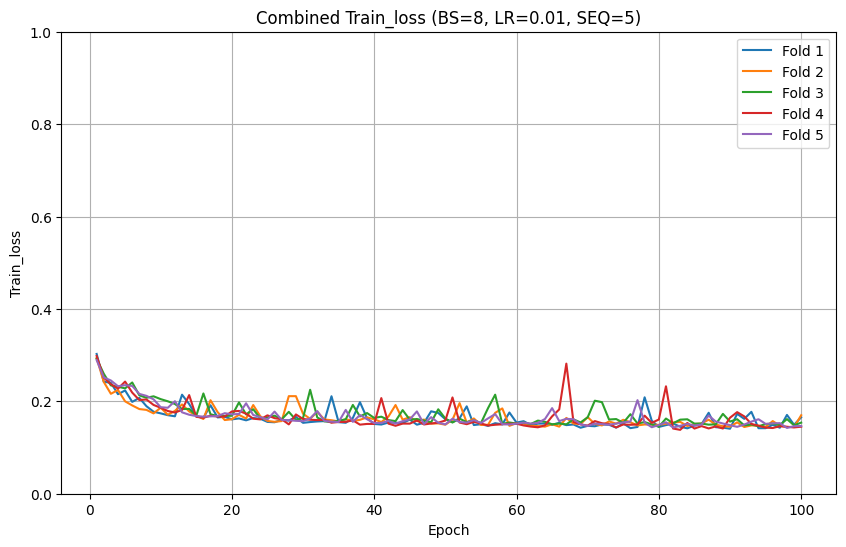 Combined Train_loss (BS=8, LR=0.01, SEQ=5)
1.0
0.8
0.6
0.4
0.2
0.0
Train_loss
0
20
40
60
80
100
Epoch
Fold 1
Fold 2
Fold 3
Fold 4
Fold 5